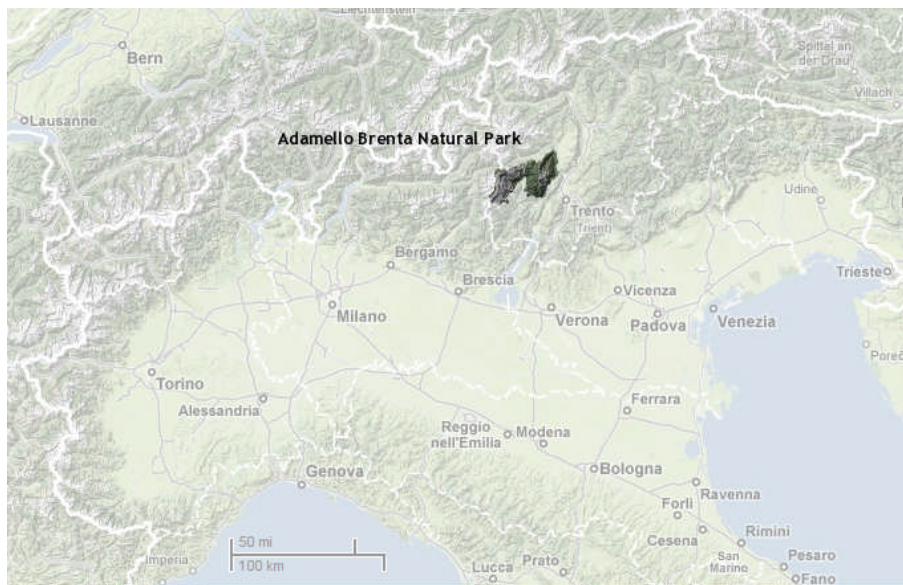 Liechtenstein
Bern
Spittal an
der Drau
Villach
Lausanne
Adamello Brenta Natural Park
Udine
Trento
(Trient)
Bergamo
Trieste
Brescia
Vicenza
Milano
Verona
Padova
Venezia
Poreč
Torino
Alessandria
Ferrara
Reggio
nell'Emilia
Modena
Bologna
Genova
Ravenna
Forlì
50 mi
100 km
Cesena
Rimini
Imperia
San
Marino
Pesaro
Lucca
Prato
Fano